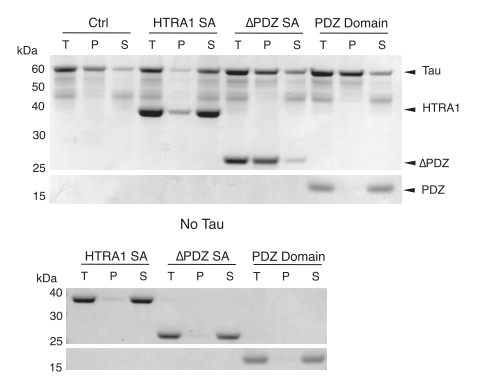 Ctrl HTRA1 SA ΔPDZ SA PDZ Domain
kDa T P S T P S T P S T P S
60 Tau
50
40 HTRA1
30
25 ΔPDZ
15 PDZ
No Tau
HTRA1 SA ΔPDZ SA PDZ Domain
kDa T P S T P S T P S
40
30
25
15